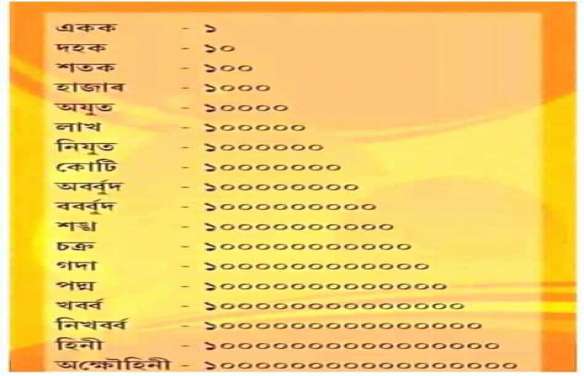 একক - ১
দহক - ১০
শতক - ১০০
হাজাৰ - ১০০০
অযুত - ১০০০০
লাখ - ১০০০০০
নিযুত - ১০০০০০০
কোটি - ১০০০০০০০
অবৰ্বুদ - ১০০০০০০০০
ববৰ্বুদ - ১০০০০০০০০০
শঙ্খ - ১০০০০০০০০০০
চক্ৰ - ১০০০০০০০০০০০
গদা - ১০০০০০০০০০০০০
পদ্ম - ১০০০০০০০০০০০০০
খবৰ্ব - ১০০০০০০০০০০০০০০
নিখবৰ্ব - ১০০০০০০০০০০০০০০০
হিনী - ১০০০০০০০০০০০০০০০০
অক্ষৌহিনী - ১০০০০০০০০০০০০০০০০০